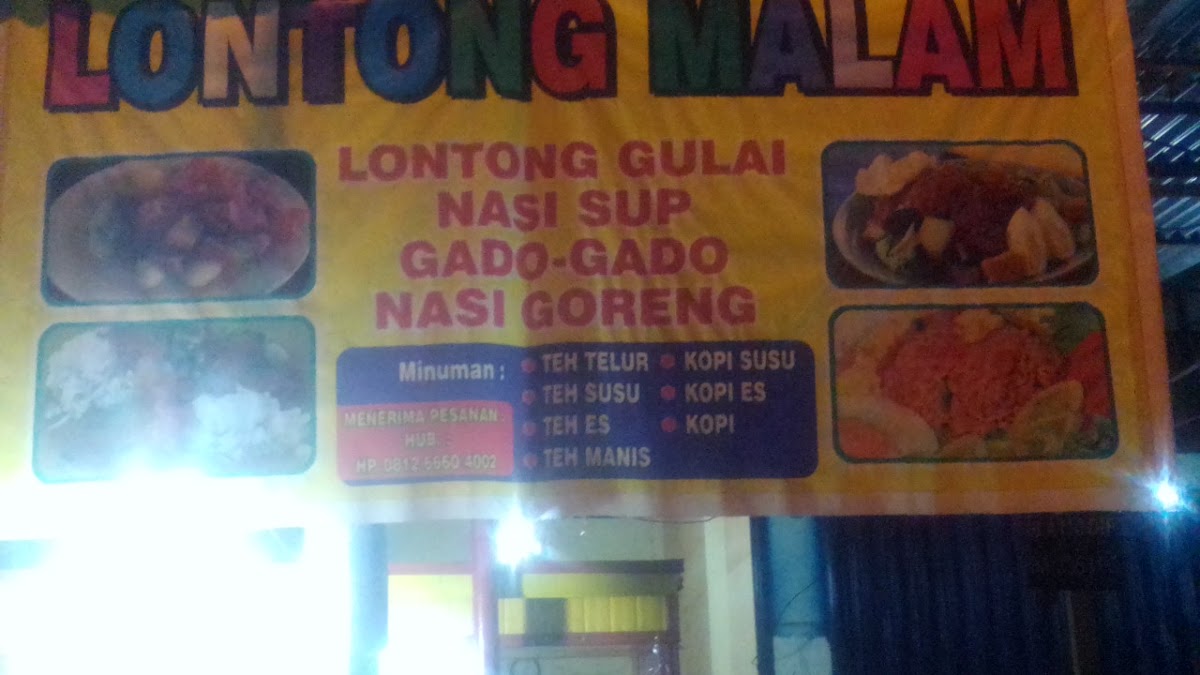 LONTONG MALAM
LONTONG GULAI
NASI SUP
GADO-GADO
NASI GORENG
Minuman :
TEH TELUR
TEH SUSU
TEH ES
TEH MANIS
KOPI SUSU
KOPI ES
KOPI
MENERIMA PESANAN
HUB.
HP. 0812 6660 4002